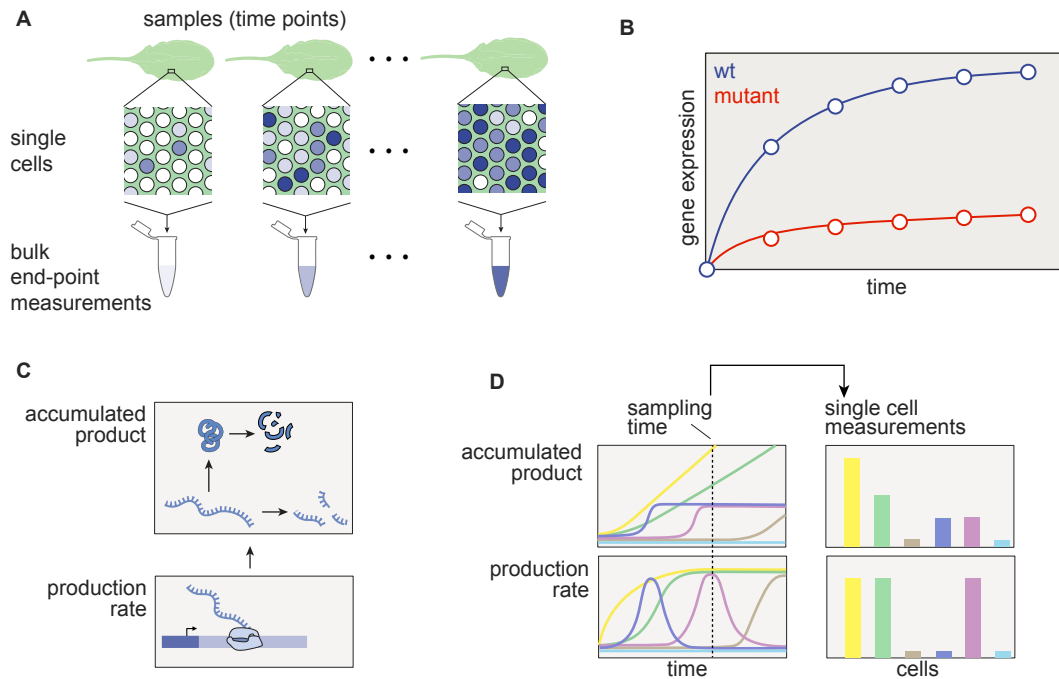 A
samples (time points)
single
cells
bulk
end-point
measurements
B
wt
mutant
gene expression
time
C
accumulated
product
production
rate
D
sampling
time
single cell
measurements
accumulated
product
production
rate
time
cells